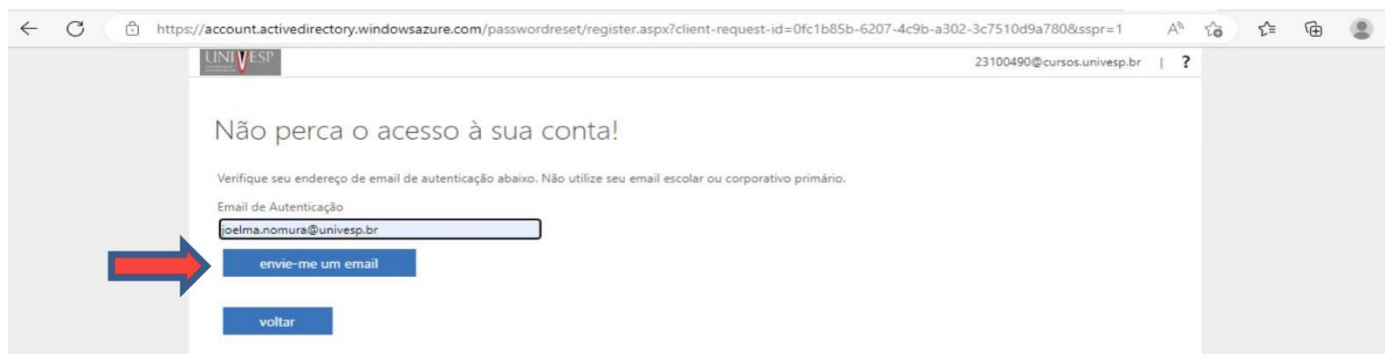 https://account.activedirectory.windowsazure.com/passwordreset/register.aspx?client-request-id=0fc1b85b-6207-4c9b-a302-3c7510d9a780&sspr=1
UNIVESP
23100490@cursos.univesp.br | ?
Não perca o acesso à sua conta!
Verifique seu endereço de email de autenticação abaixo. Não utilize seu email escolar ou corporativo primário.
Email de Autenticação
joelma.nomura@univesp.br
envie-me um email
voltar